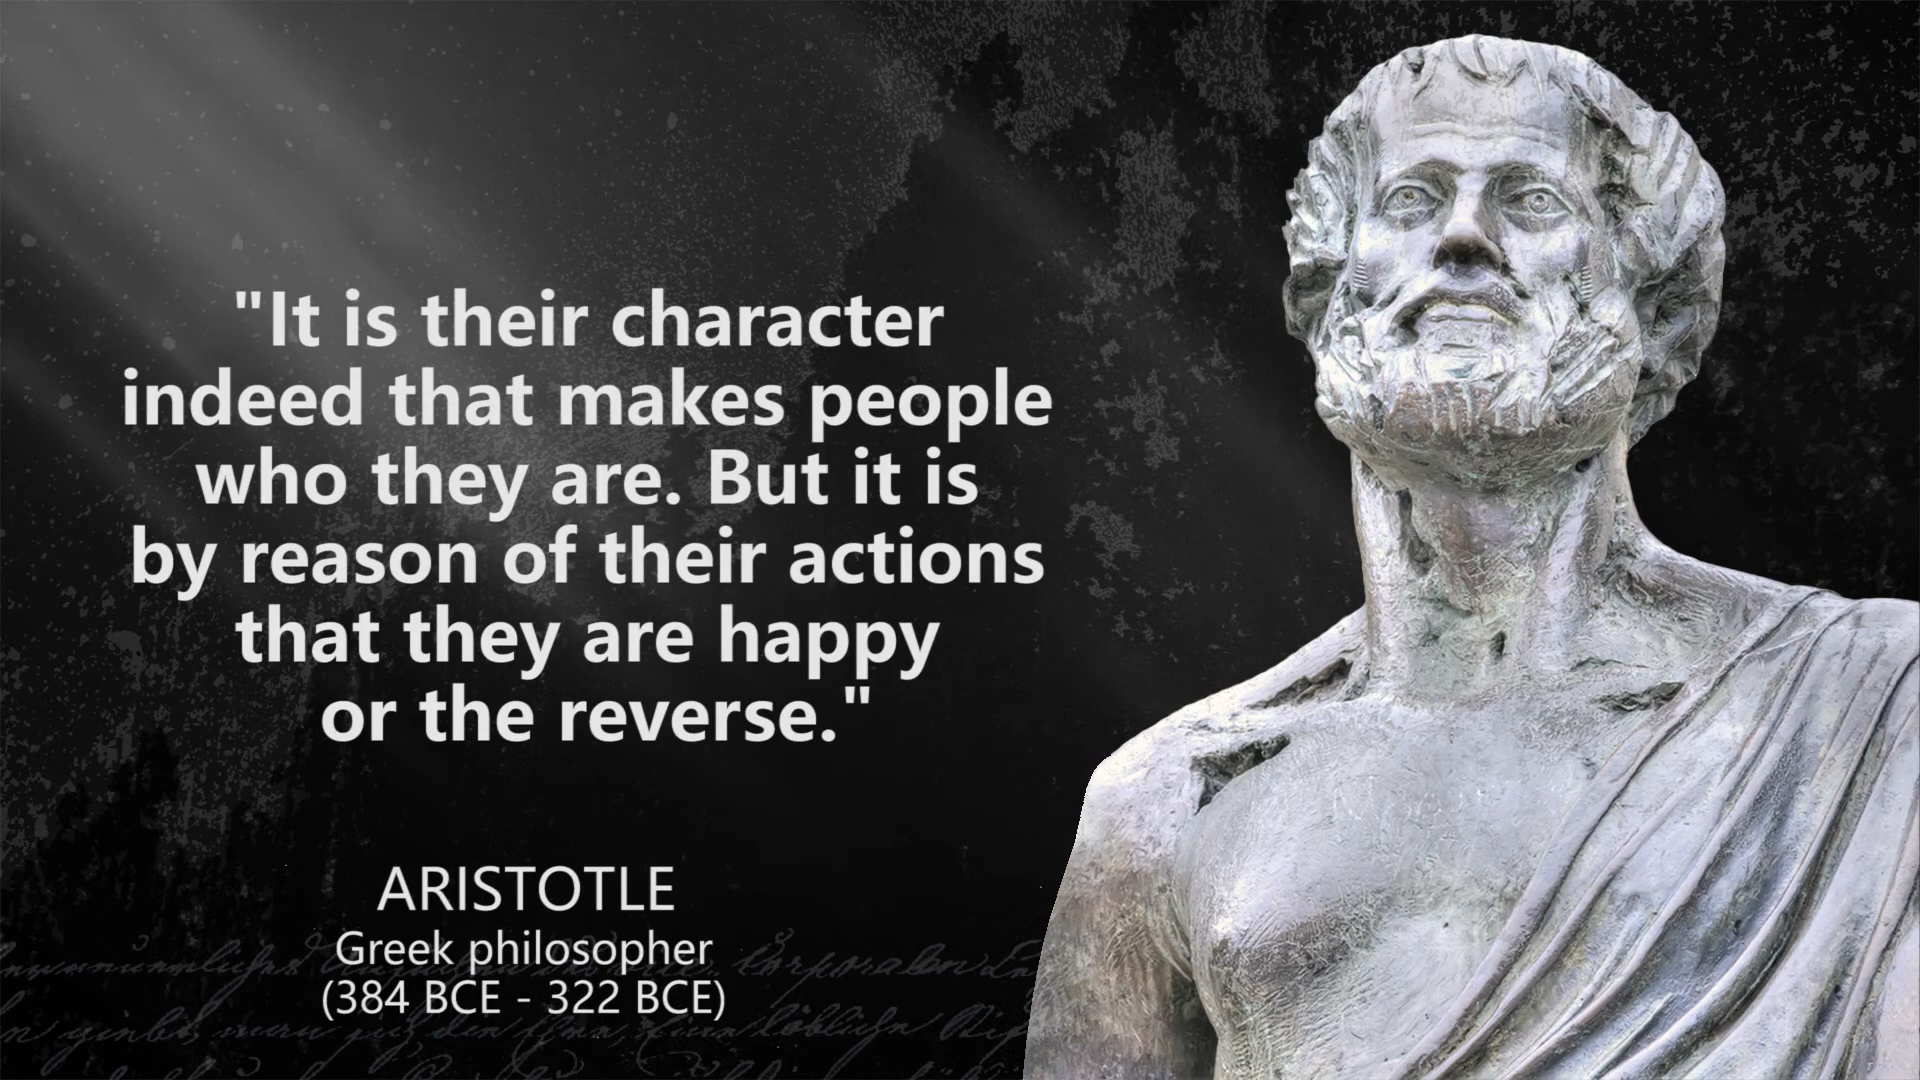 "It is their character
indeed that makes people
who they are. But it is
by reason of their actions
that they are happy
or the reverse."
ARISTOTLE
Greek philosopher
(384 BCE - 322 BCE)